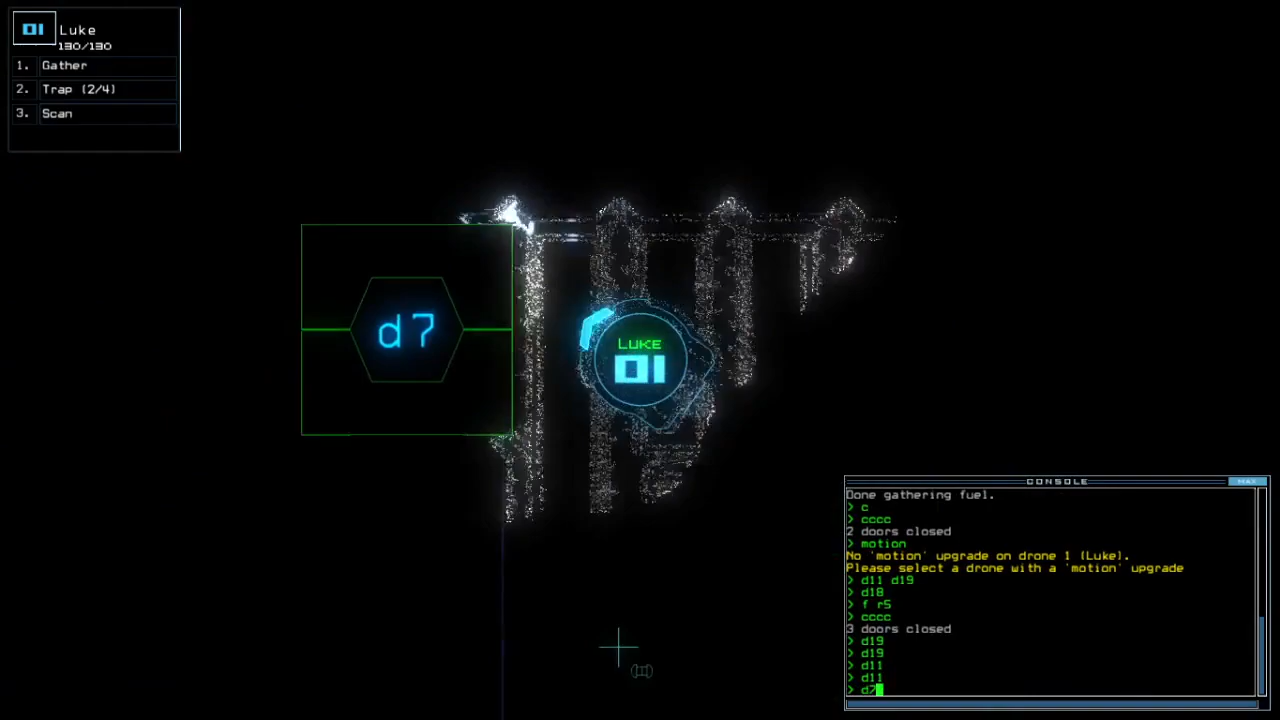 01 Luke
130/130
1. Gather
2. Trap (2/4)
3. Scan
d7
LUKE
01
CONSOLE
MAX
Done gathering fuel.
> c
> cccc
2 doors closed
> motion
No 'motion' upgrade on drone 1 (Luke).
Please select a drone with a 'motion' upgrade
> d11 d19
> d18
> f r5
> cccc
3 doors closed
> d19
> d19
> d11
> d11
> d7